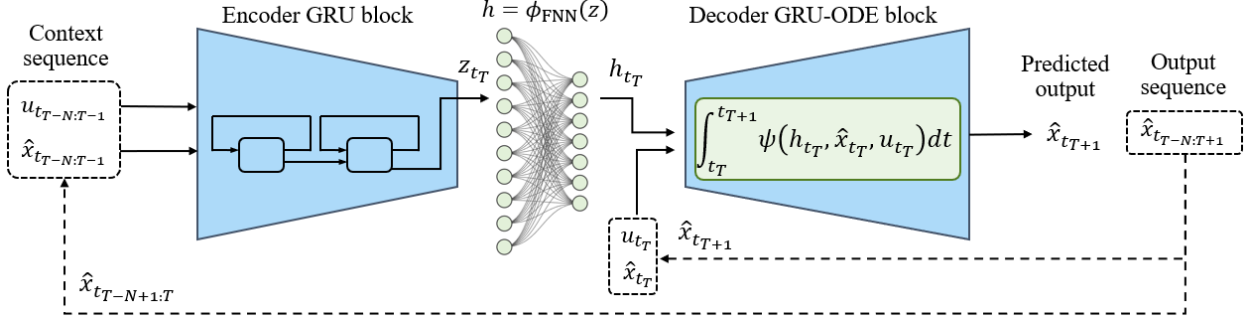 Context
sequence
u_{t_{T-N:T-1}}
x̂_{t_{T-N:T-1}}
Encoder GRU block
z_{t_T}
h = ϕ_{FNN}(z)
h_{t_T}
Decoder GRU-ODE block
∫_{t_T}^{t_{T+1}} ψ(h_{t_T}, x̂_{t_T}, u_{t_T})dt
u_{t_T}
x̂_{t_T}
x̂_{t_{T+1}}
Predicted
output
x̂_{t_{T+1}}
Output
sequence
x̂_{t_{T-N:T+1}}
x̂_{t_{T-N+1:T}}